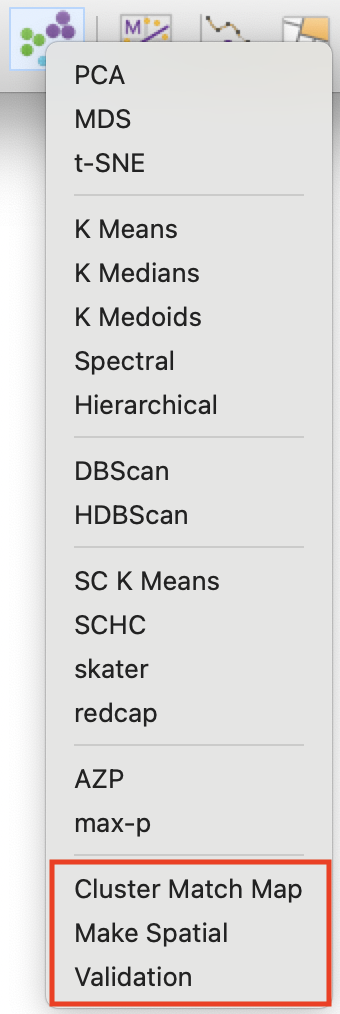 M
PCA
MDS
t-SNE
K Means
K Medians
K Medoids
Spectral
Hierarchical
DBScan
HDBScan
SC K Means
SCHC
skater
redcap
AZP
max-p
Cluster Match Map
Make Spatial
Validation